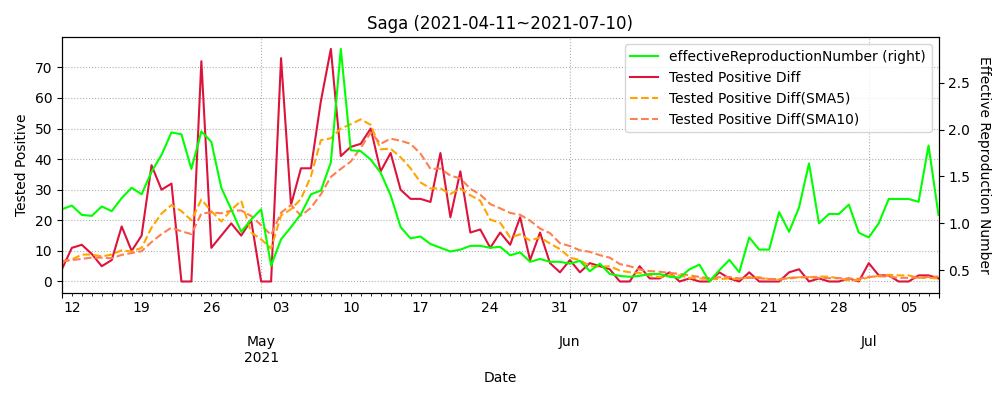 Saga (2021-04-11~2021-07-10)
effectiveReproductionNumber (right)
Tested Positive Diff
Tested Positive Diff(SMA5)
Tested Positive Diff(SMA10)
Tested Positive
70
60
50
40
30
20
10
0
2.5
2.0
1.5
1.0
0.5
Effective Reproduction Number
12 19 26 03 10 17 24 31 07 14 21 28 05
May Jun Jul
2021
Date